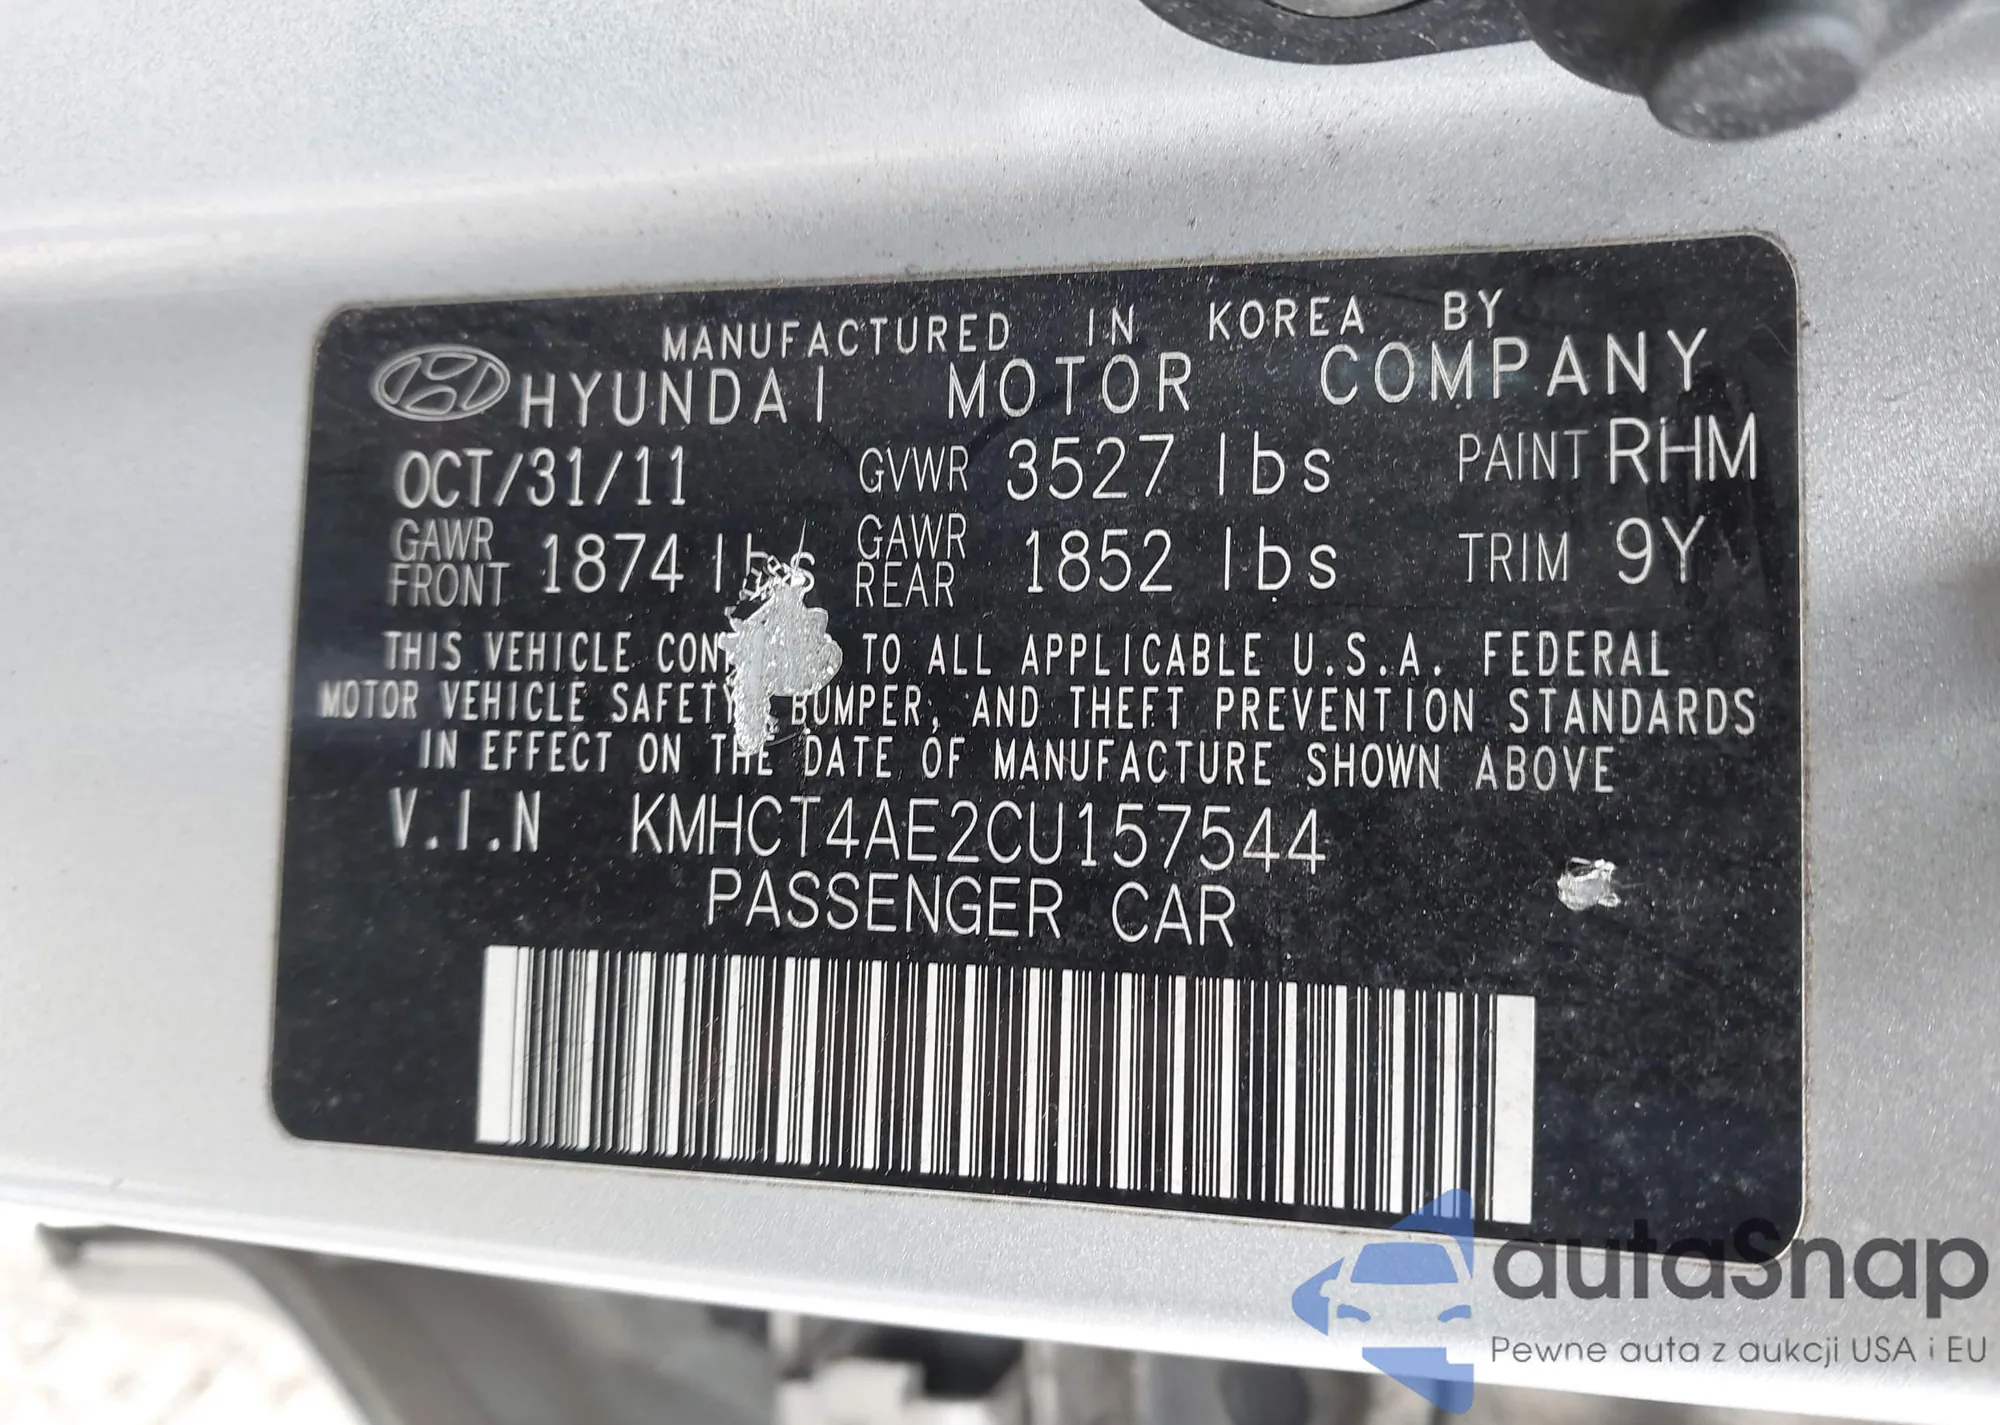 MANUFACTURED IN KOREA BY
HYUNDAI MOTOR COMPANY
OCT/31/11 GVWR 3527 lbs PAINT RHM
GAWR FRONT 1874 lbs GAWR REAR 1852 lbs TRIM 9Y
THIS VEHICLE TO ALL APPLICABLE U.S.A. FEDERAL
MOTOR VEHICLE SAFETY, BUMPER, AND THEFT PREVENTION STANDARDS
IN EFFECT ON THE DATE OF MANUFACTURE SHOWN ABOVE
V.I.N KMHCT4AE2CU157544
PASSENGER CAR
autaSnap
Pewne auta z aukcji USA i EU